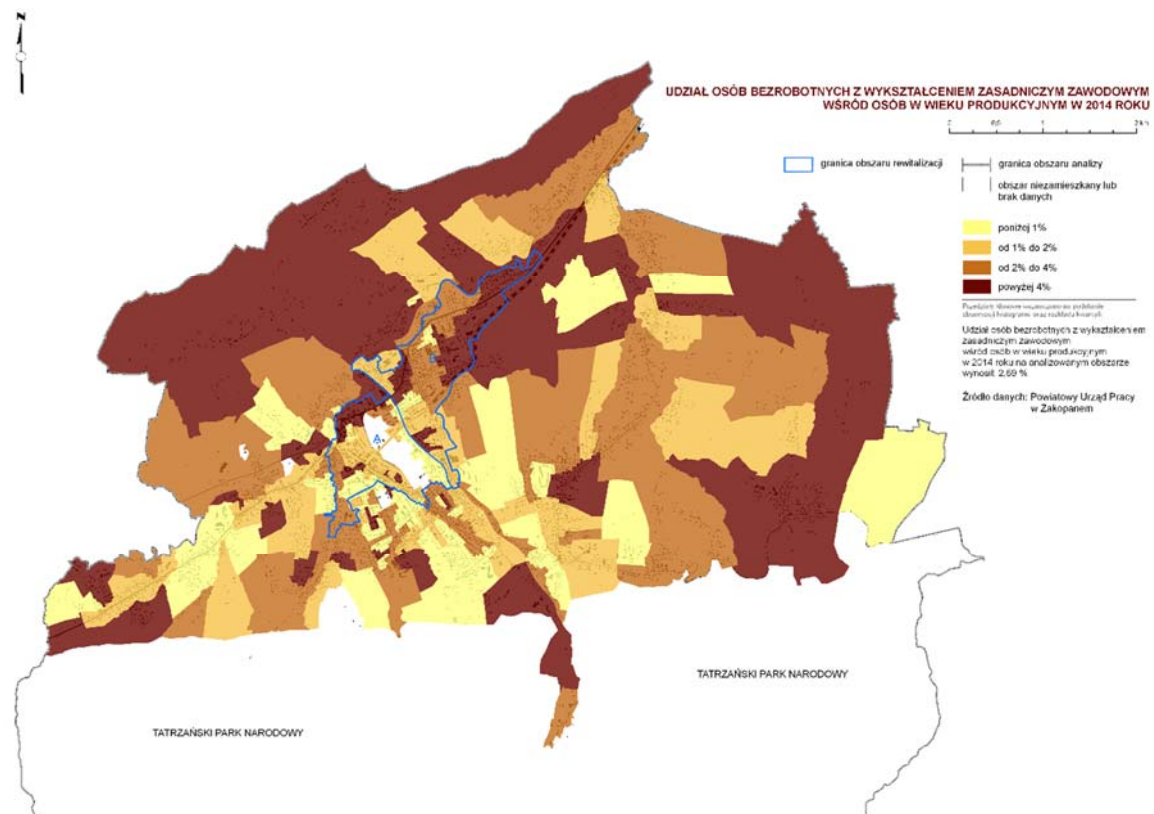 N
UDZIAŁ OSÓB BEZROBOTNYCH Z WYKSZTAŁCENIEM ZASADNICZYM ZAWODOWYM
WŚRÓD OSÓB W WIEKU PRODUKCYJNYM W 2014 ROKU
granica obszaru rewitalizacji
granica obszaru analizy
obszar niezamieszkany lub
brak danych
poniżej 1%
od 1% do 2%
od 2% do 4%
powyżej 4%
Udział osób bezrobotnych z wykształceniem
zasadniczym zawodowym
wśród osób w wieku produkcyjnym
w 2014 roku na analizowanym obszarze
wynosił: 2,69 %
Źródło danych: Powiatowy Urząd Pracy
w Zakopanem
A
TATRZAŃSKI PARK NARODOWY
TATRZAŃSKI PARK NARODOWY